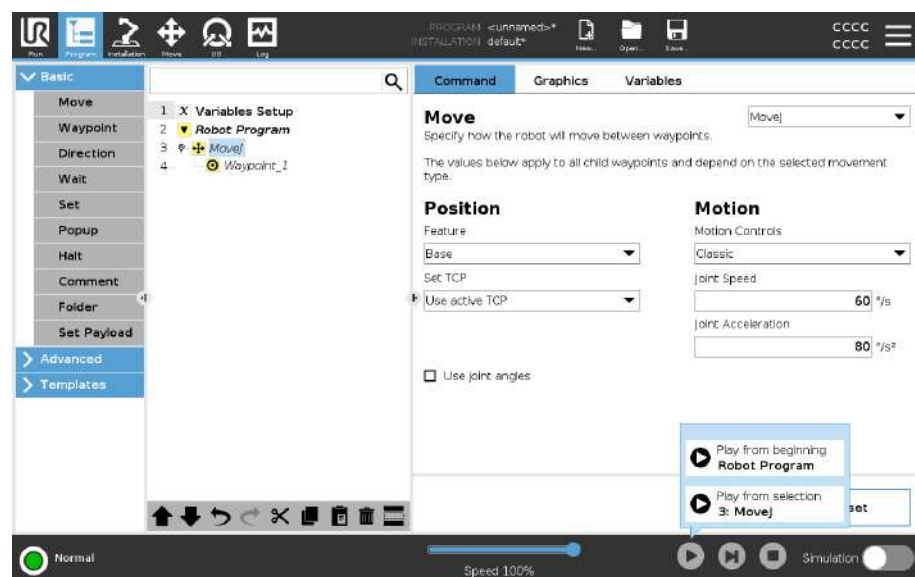 UR
Run
Program
Installation
Move
I/O
Log
PROGRAM <unnamed>*
INSTALLATION default*
New...
Open...
Save...
CCCC
CCCC
Basic
Move
Waypoint
Direction
Wait
Set
Popup
Halt
Comment
Folder
Set Payload
Advanced
Templates
1 X Variables Setup
2 Robot Program
3 MoveJ
4 Waypoint_1
Command Graphics Variables
Move
MoveJ
Specify how the robot will move between waypoints.
The values below apply to all child waypoints and depend on the selected movement
type.
Position
Feature
Base
Set TCP
Use active TCP
Use joint angles
Motion
Motion Controls
Classic
Joint Speed
60 °/s
Joint Acceleration
80 °/s²
Play from beginning
Robot Program
Play from selection
3: MoveJ
set
Normal
Speed 100%
Simulation